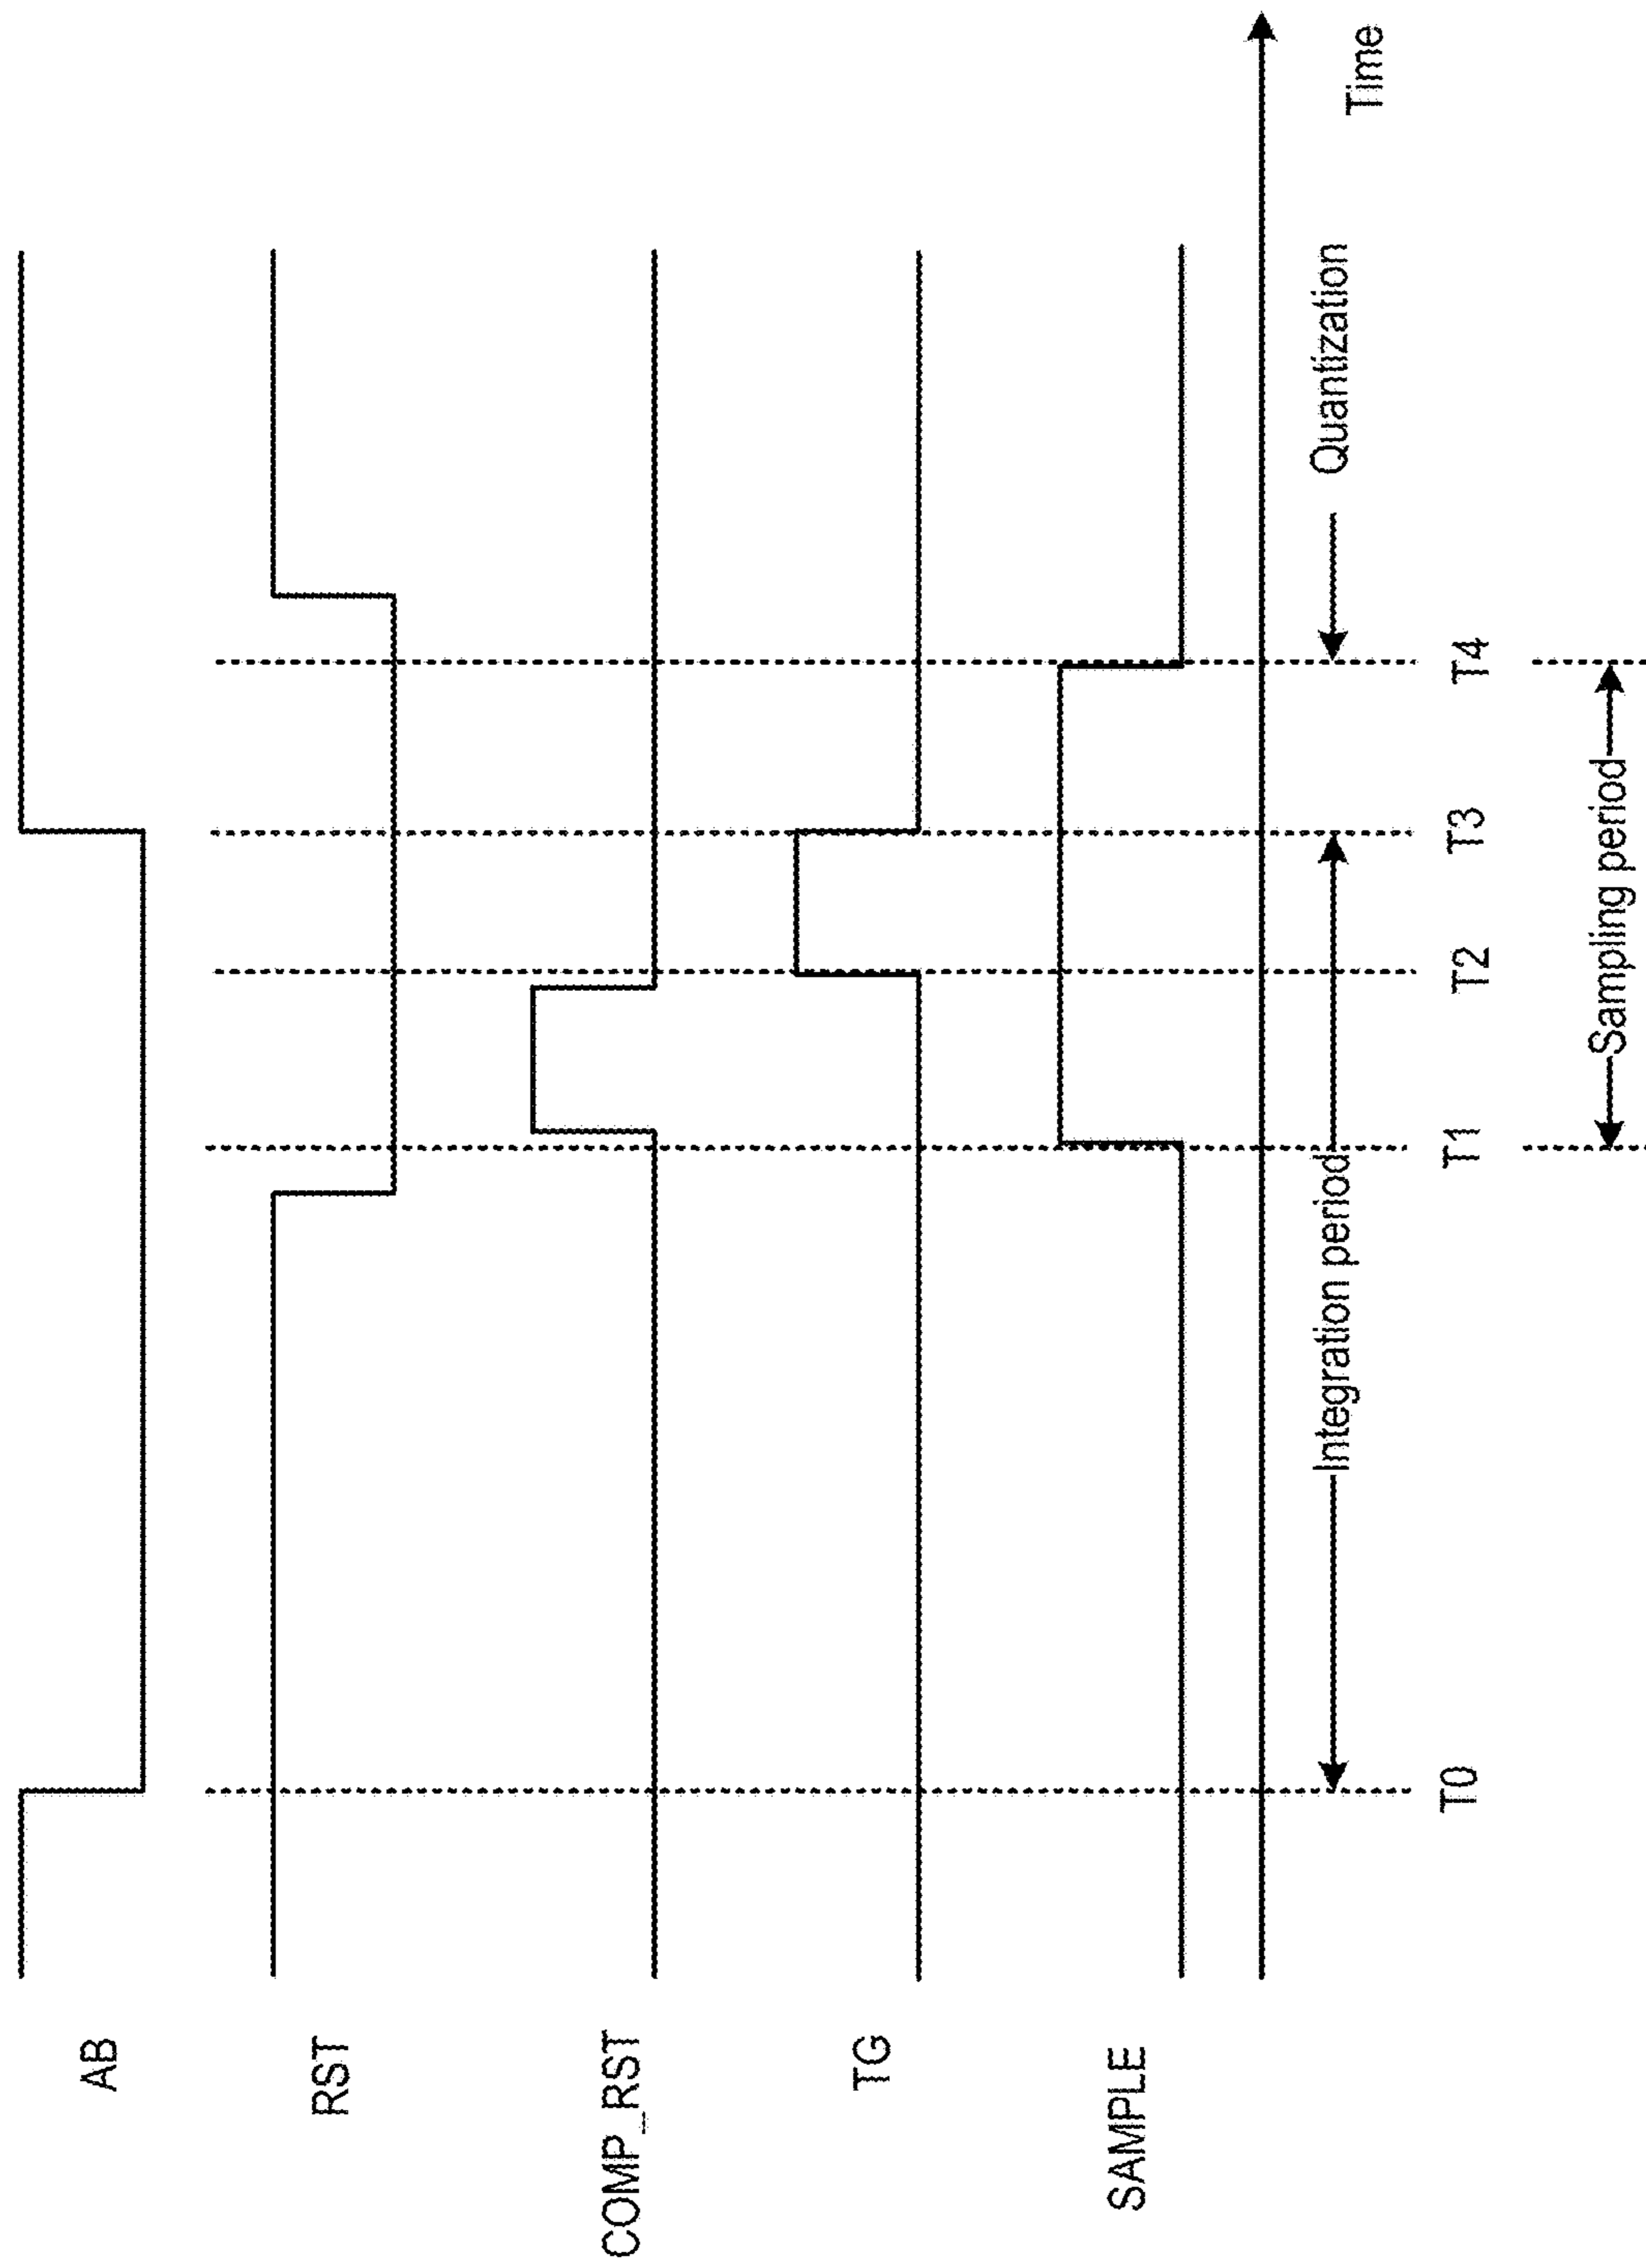 AB
RST
COMP_RST
TG
SAMPLE
Time
Integration period
Quantization
T0
T1
T2
T3
T4
Sampling period